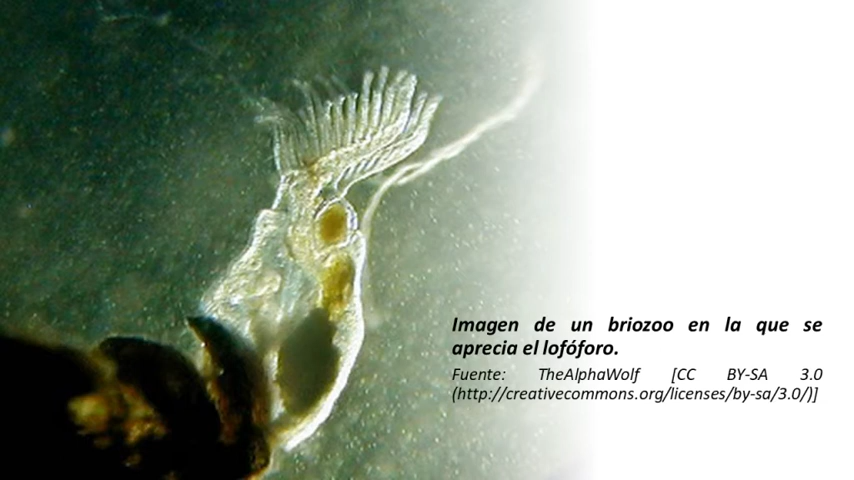 Imagen de un briozoo en la que se
aprecia el lofóforo.
Fuente: TheAlphaWolf [CC BY-SA 3.0
(http://creativecommons.org/licenses/by-sa/3.0/)]